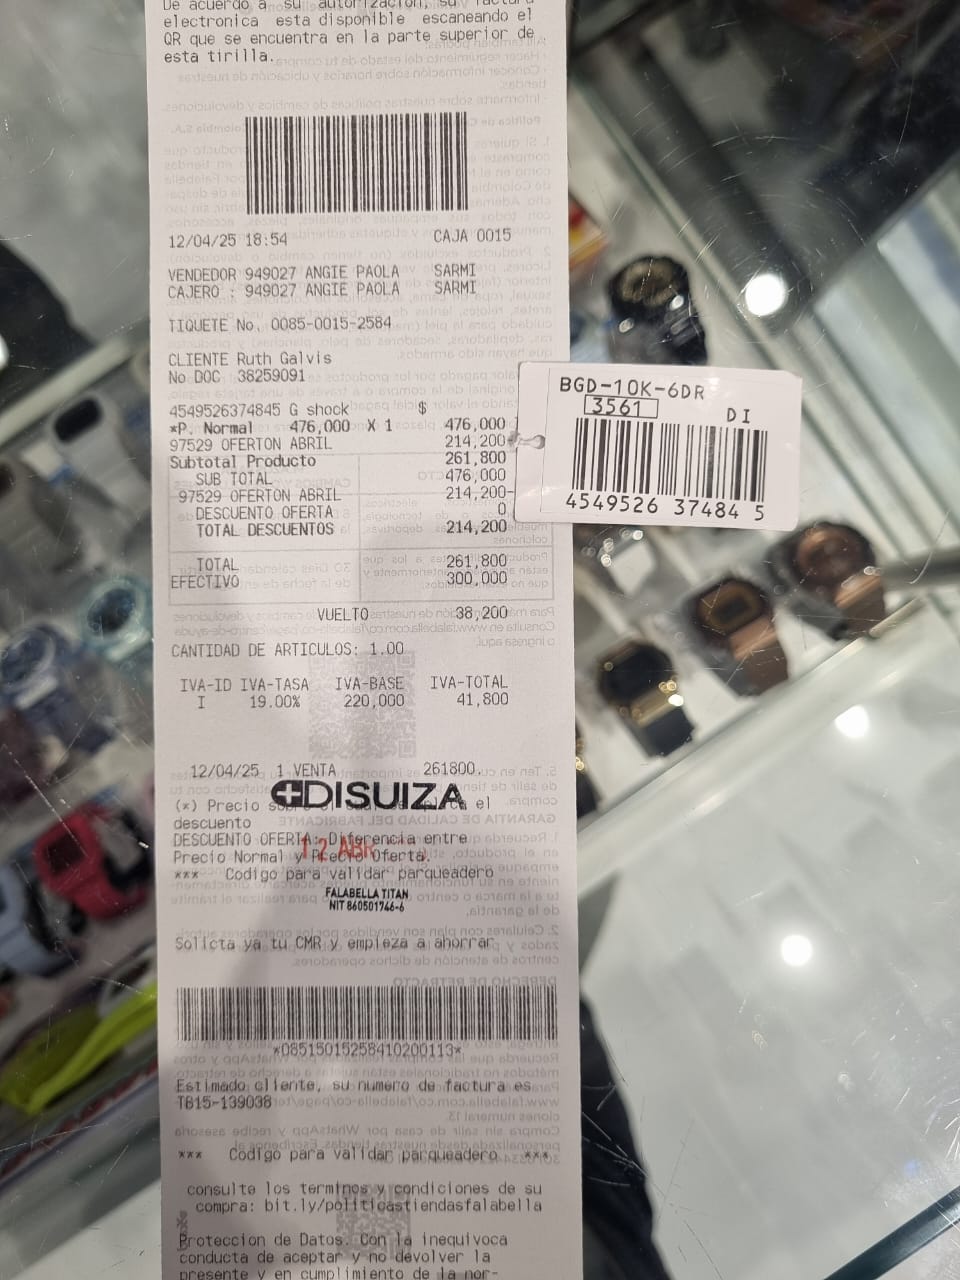 De acuerdo a su autorizacion, su factura
electronica esta disponible escaneando el
QR que se encuentra en la parte superior de
esta tirilla.
12/04/25 18:54 CAJA 0015
VENDEDOR 949027 ANGIE PAOLA SARMI
CAJERO : 949027 ANGIE PAOLA SARMI
TIQUETE No. 0085-0015-2584
CLIENTE Ruth Galvis
No DOC 38259091
4549526374845 G shock $
*P. Normal 476,000 X 1 476,000
97529 OFERTON ABRIL 214,200-
Subtotal Producto 261,800
SUB TOTAL 476,000
97529 OFERTON ABRIL 214,200-
DESCUENTO OFERTA 0
TOTAL DESCUENTOS 214,200
TOTAL 261,800
EFECTIVO 300,000
VUELTO 38,200
CANTIDAD DE ARTICULOS: 1.00
IVA-ID IVA-TASA IVA-BASE IVA-TOTAL
I 19.00% 220,000 41,800
12/04/25 1 VENTA 261800.
DISUIZA
(*) Precio sobre el cual se aplica el
descuento
DESCUENTO OFERTA: Diferencia entre
Precio Normal y Precio Oferta.
12 ABR
*** Codigo para validar parqueadero
FALABELLA TITAN
NIT 860501746-6
Solicta ya tu CMR y empieza a ahorrar
*08515015258410200113*
Estimado cliente, su numero de factura es
TB15-139038
*** Codigo para validar parqueadero ***
consulte los terminos y condiciones de su
compra: bit.ly/politicastiendasfalabella
Proteccion de Datos. Con la inequivoca
conducta de aceptar y no devolver la
presente y en cumplimiento de la nor-
BGD-10K-6DR
3561 DI
4549526 37484 5